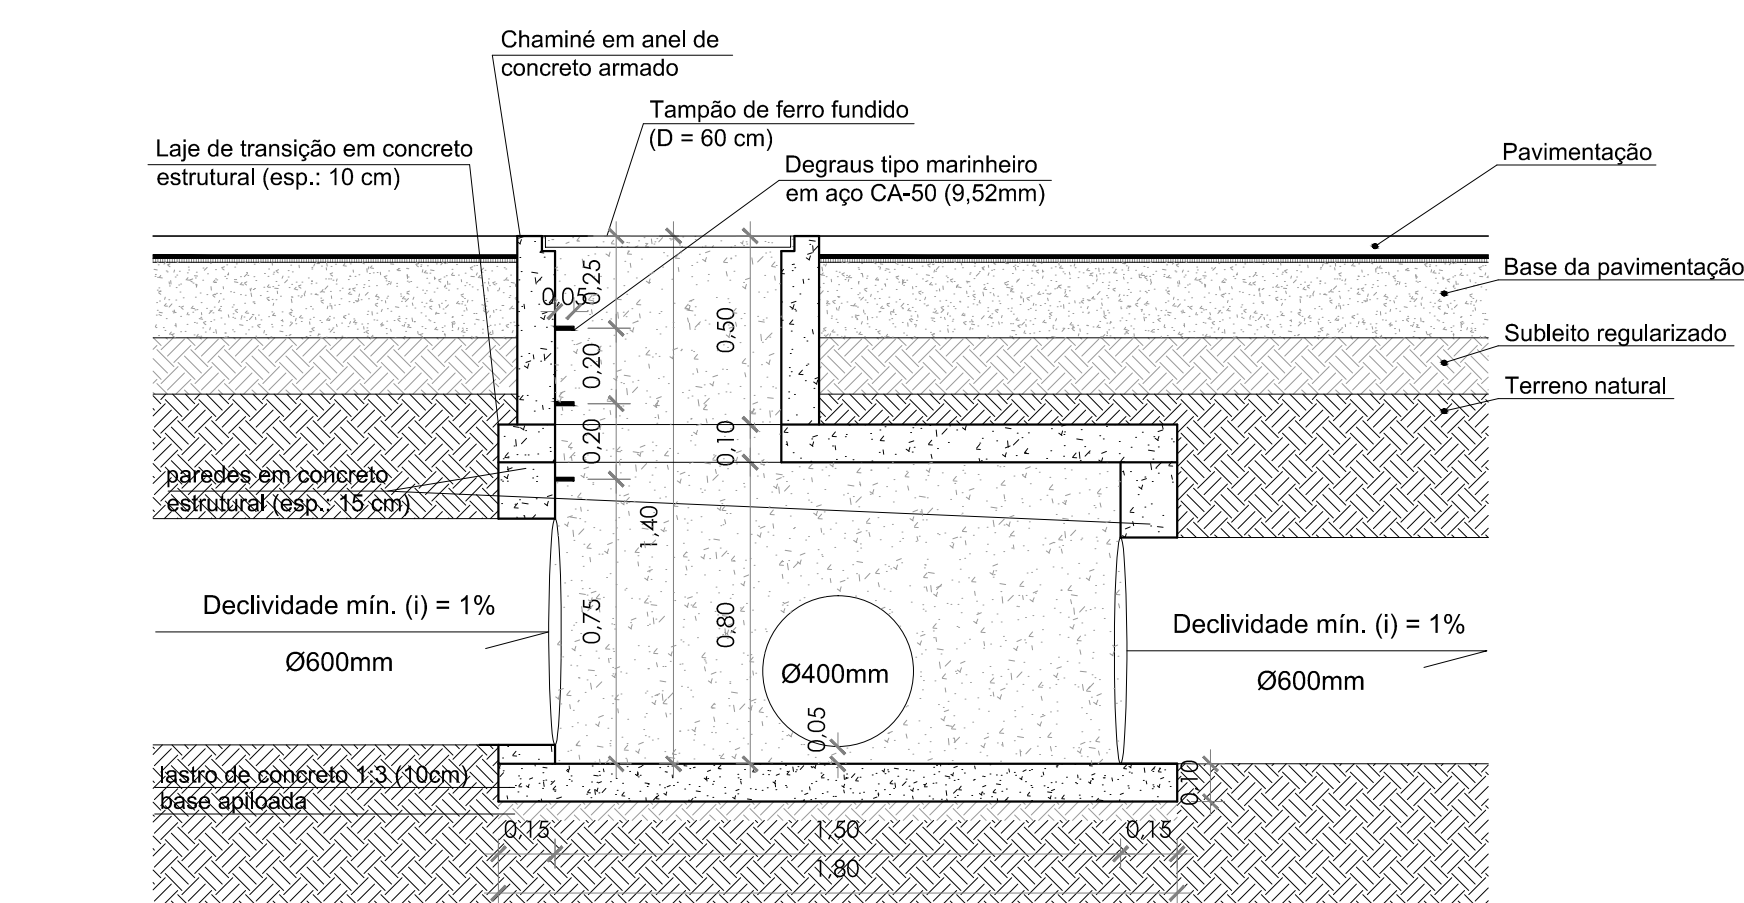 Chaminé em anel de
concreto armado
Tampão de ferro fundido
(D = 60 cm)
Laje de transição em concreto
estrutural (esp.: 10 cm)
Degraus tipo marinheiro
em aço CA-50 (9,52mm)
Pavimentação
Base da pavimentação
Subleito regularizado
Terreno natural
0,05
0,25
0,50
0,20
0,20
0,10
paredes em concreto
estrutural (esp.: 15 cm)
1,40
Declividade mín. (i) = 1%
Ø600mm
0,75
0,80
Ø400mm
0,05
Declividade mín. (i) = 1%
Ø600mm
lastro de concreto 1:3 (10cm)
base apiloada
0,10
0,15
1,50
0,15
1,80